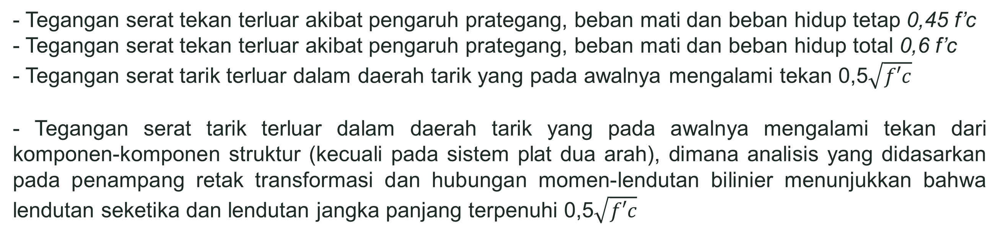 - Tegangan serat tekan terluar akibat pengaruh prategang, beban mati dan beban hidup tetap 0,45 f’c
- Tegangan serat tekan terluar akibat pengaruh prategang, beban mati dan beban hidup total 0,6 f’c
- Tegangan serat tarik terluar dalam daerah tarik yang pada awalnya mengalami tekan 0,5√f′c
- Tegangan serat tarik terluar dalam daerah tarik yang pada awalnya mengalami tekan dari
komponen-komponen struktur (kecuali pada sistem plat dua arah), dimana analisis yang didasarkan
pada penampang retak transformasi dan hubungan momen-lendutan bilinier menunjukkan bahwa
lendutan seketika dan lendutan jangka panjang terpenuhi 0,5√f′c